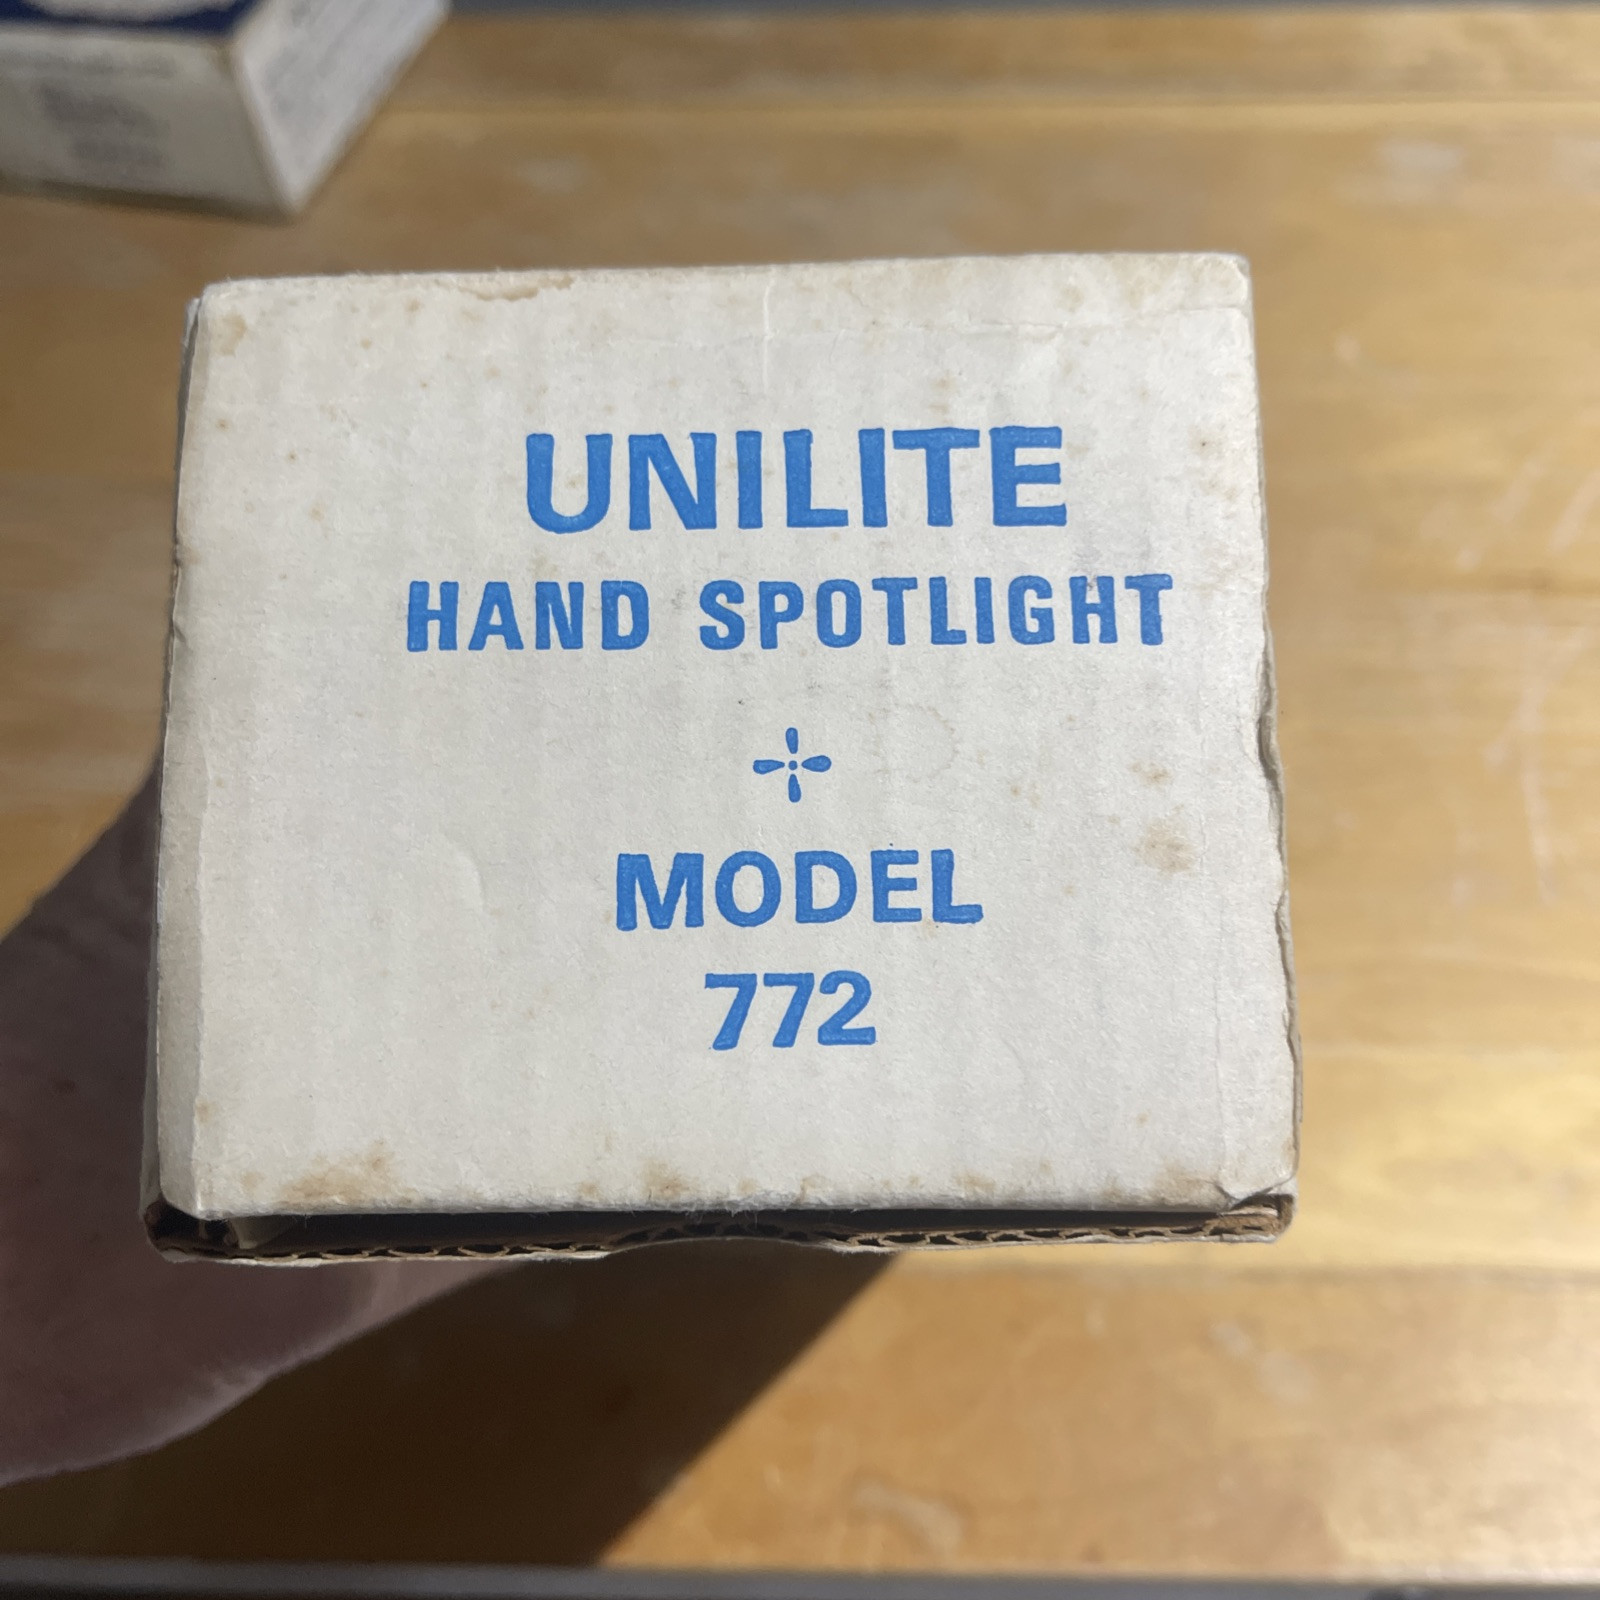 UNILITE
HAND SPOTLIGHT
MODEL
772